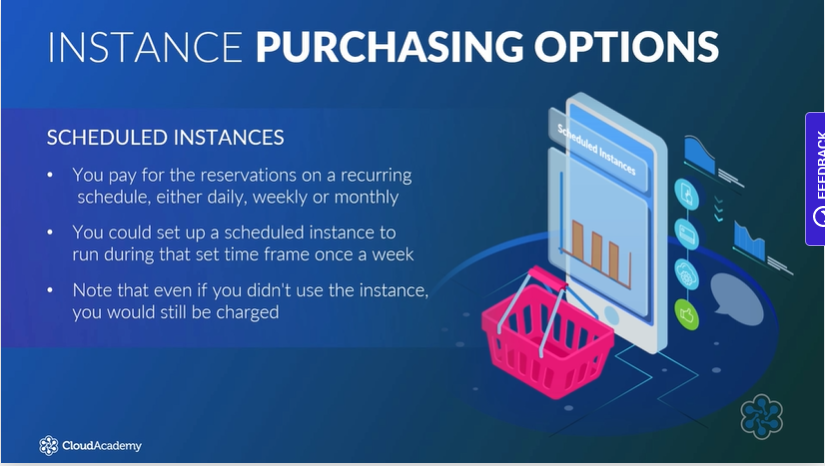 INSTANCE PURCHASING OPTIONS
SCHEDULED INSTANCES
• You pay for the reservations on a recurring
schedule, either daily, weekly or monthly
• You could set up a scheduled instance to
run during that set time frame once a week
• Note that even if you didn't use the instance,
you would still be charged
Scheduled Instances
FEEDBACK
CloudAcademy